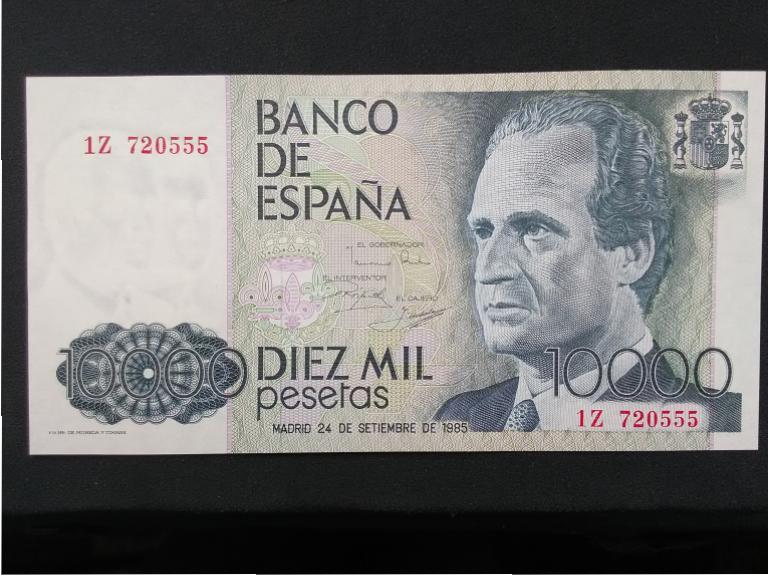 1Z 720555
BANCO
DE
ESPAÑA
EL GOBERNADOR
EL INTERVENTOR
EL CAJERO
10000
DIEZ MIL
pesetas
10000
1Z 720555
MADRID 24 DE SETIEMBRE DE 1985